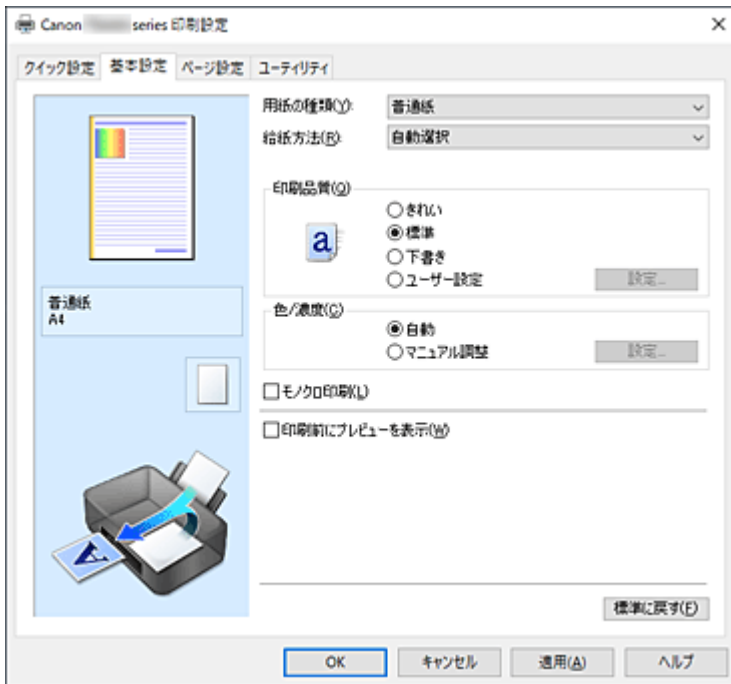 Canon series 印刷設定
クイック設定 基本設定 ページ設定 ユーティリティ
用紙の種類(Y): 普通紙
給紙方法(R): 自動選択
印刷品質(Q)
a
きれい
標準
下書き
ユーザー設定 設定...
普通紙
A4
色/濃度(C)
自動
マニュアル調整 設定...
モノクロ印刷(L)
印刷前にプレビューを表示(W)
A
標準に戻す(F)
OK キャンセル 適用(A) ヘルプ